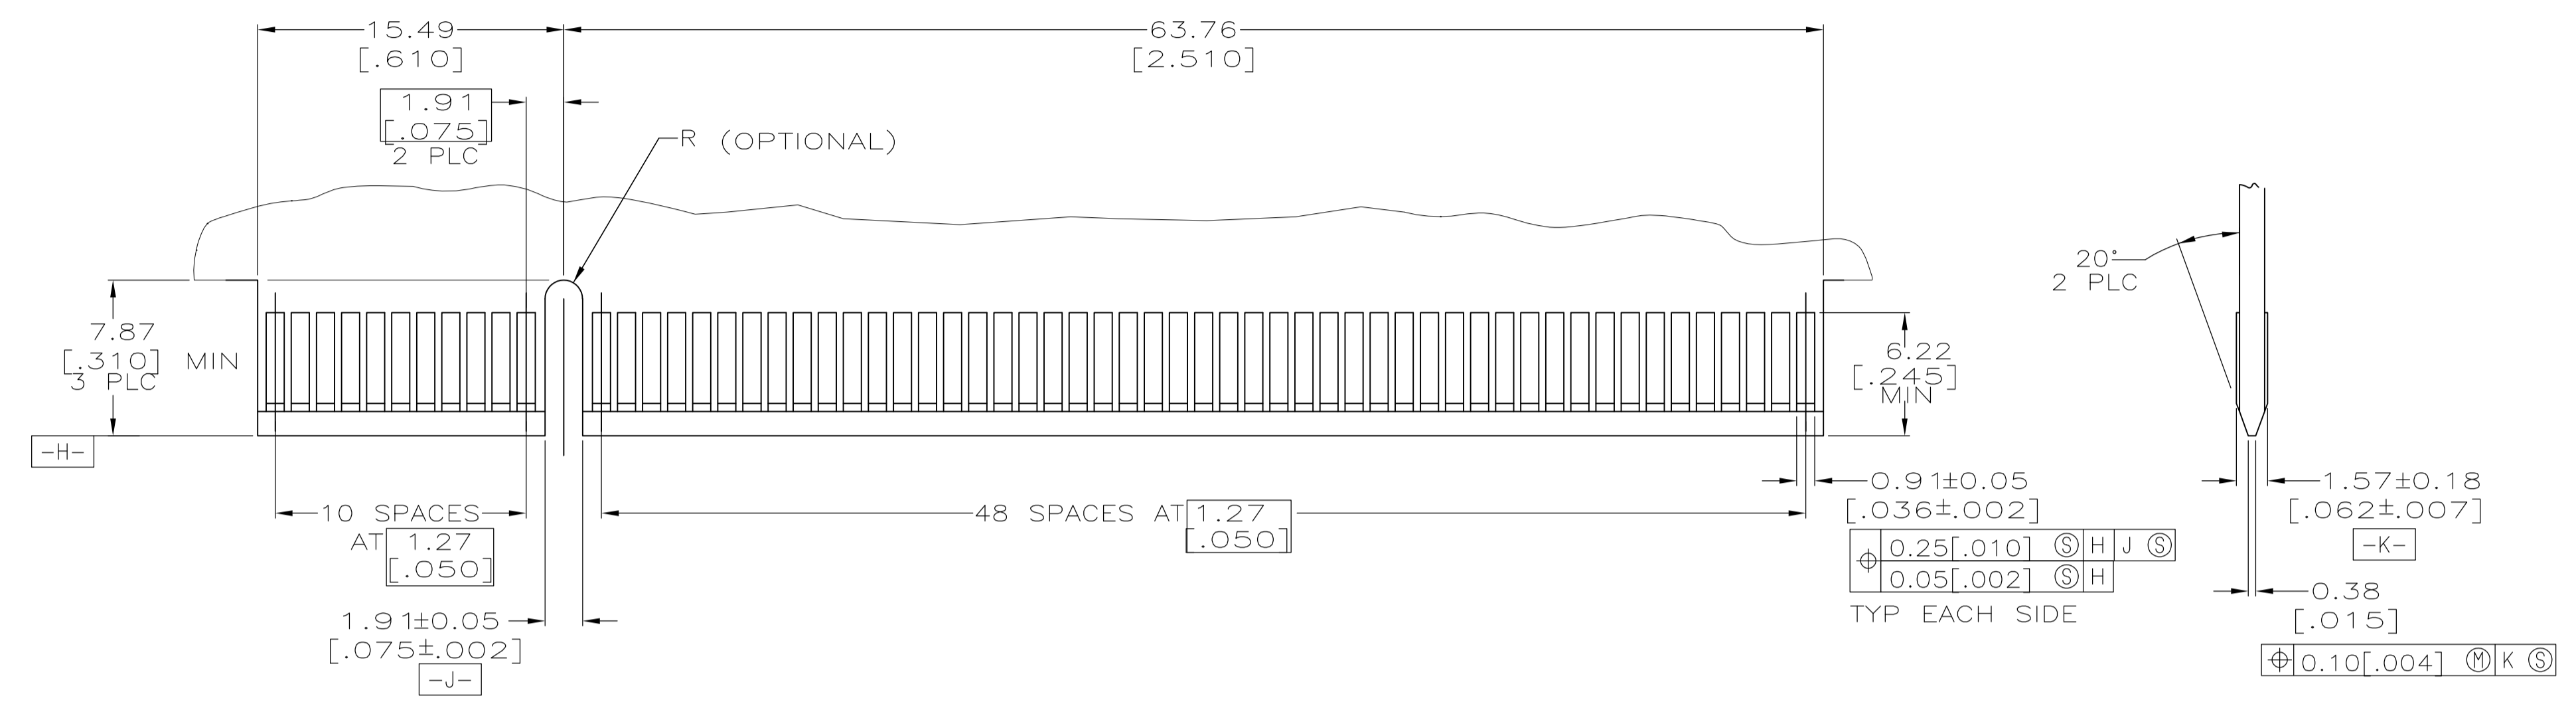 15.49
[.610]
63.76
[2.510]
1.91
[.075]
2 PLC
R (OPTIONAL)
20°
2 PLC
7.87
[.310] MIN
3 PLC
6.22
[.245]
MIN
-H-
10 SPACES
AT 1.27
[.050]
48 SPACES AT 1.27
[.050]
0.91±0.05
[.036±.002]
0.25[.010] Ⓢ H J Ⓢ
0.05[.002] Ⓢ H
TYP EACH SIDE
1.57±0.18
[.062±.007]
-K-
0.38
[.015]
0.10[.004] Ⓜ K Ⓢ
1.91±0.05
[.075±.002]
-J-